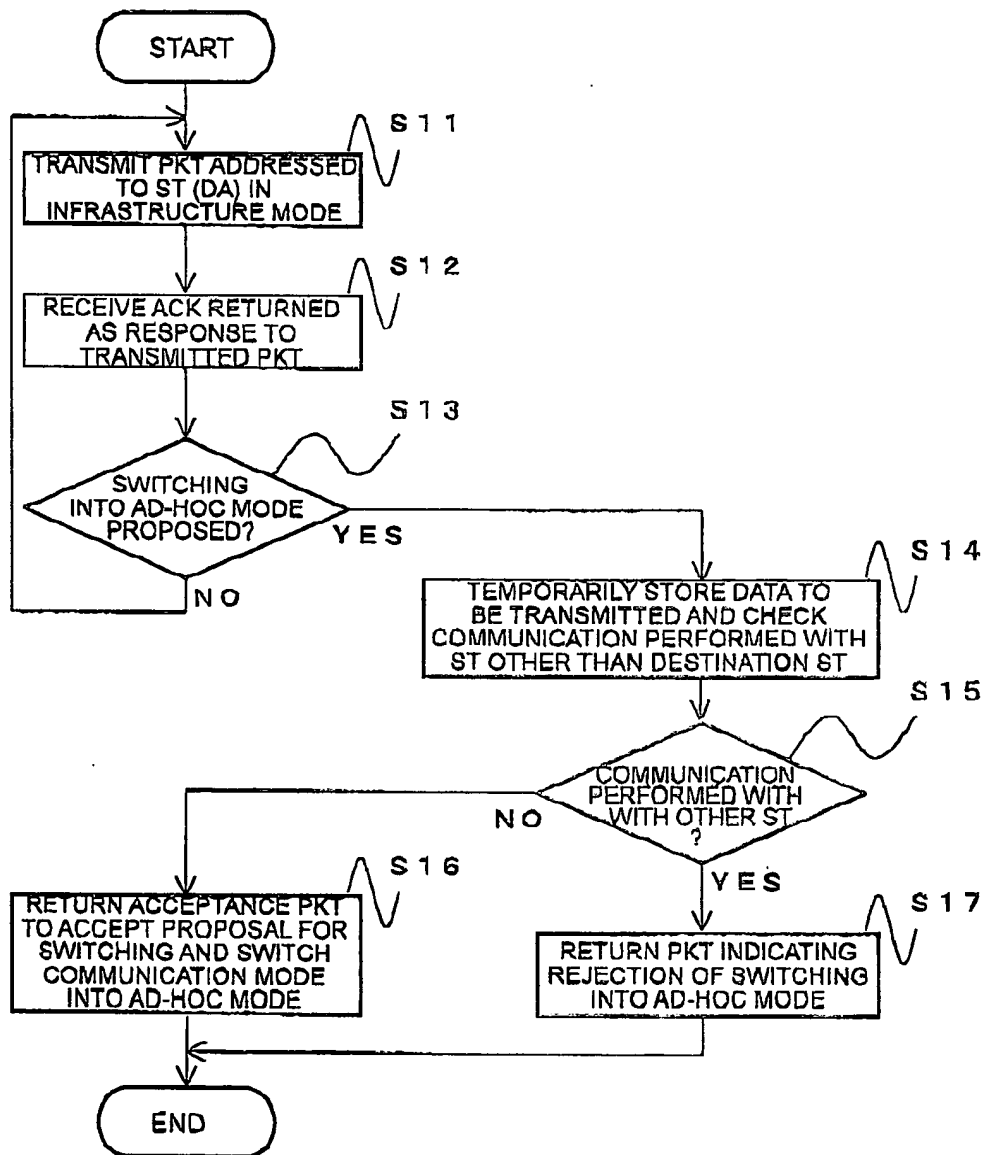 START
S11
TRANSMIT PKT ADDRESSED
TO ST (DA) IN
INFRASTRUCTURE MODE
S12
RECEIVE ACK RETURNED
AS RESPONSE TO
TRANSMITTED PKT
S13
SWITCHING
INTO AD-HOC MODE
PROPOSED?
YES
NO
S14
TEMPORARILY STORE DATA TO
BE TRANSMITTED AND CHECK
COMMUNICATION PERFORMED WITH
ST OTHER THAN DESTINATION ST
S15
COMMUNICATION
PERFORMED WITH
WITH OTHER ST
?
NO
YES
S16
RETURN ACCEPTANCE PKT
TO ACCEPT PROPOSAL FOR
SWITCHING AND SWITCH
COMMUNICATION MODE
INTO AD-HOC MODE
S17
RETURN PKT INDICATING
REJECTION OF SWITCHING
INTO AD-HOC MODE
END